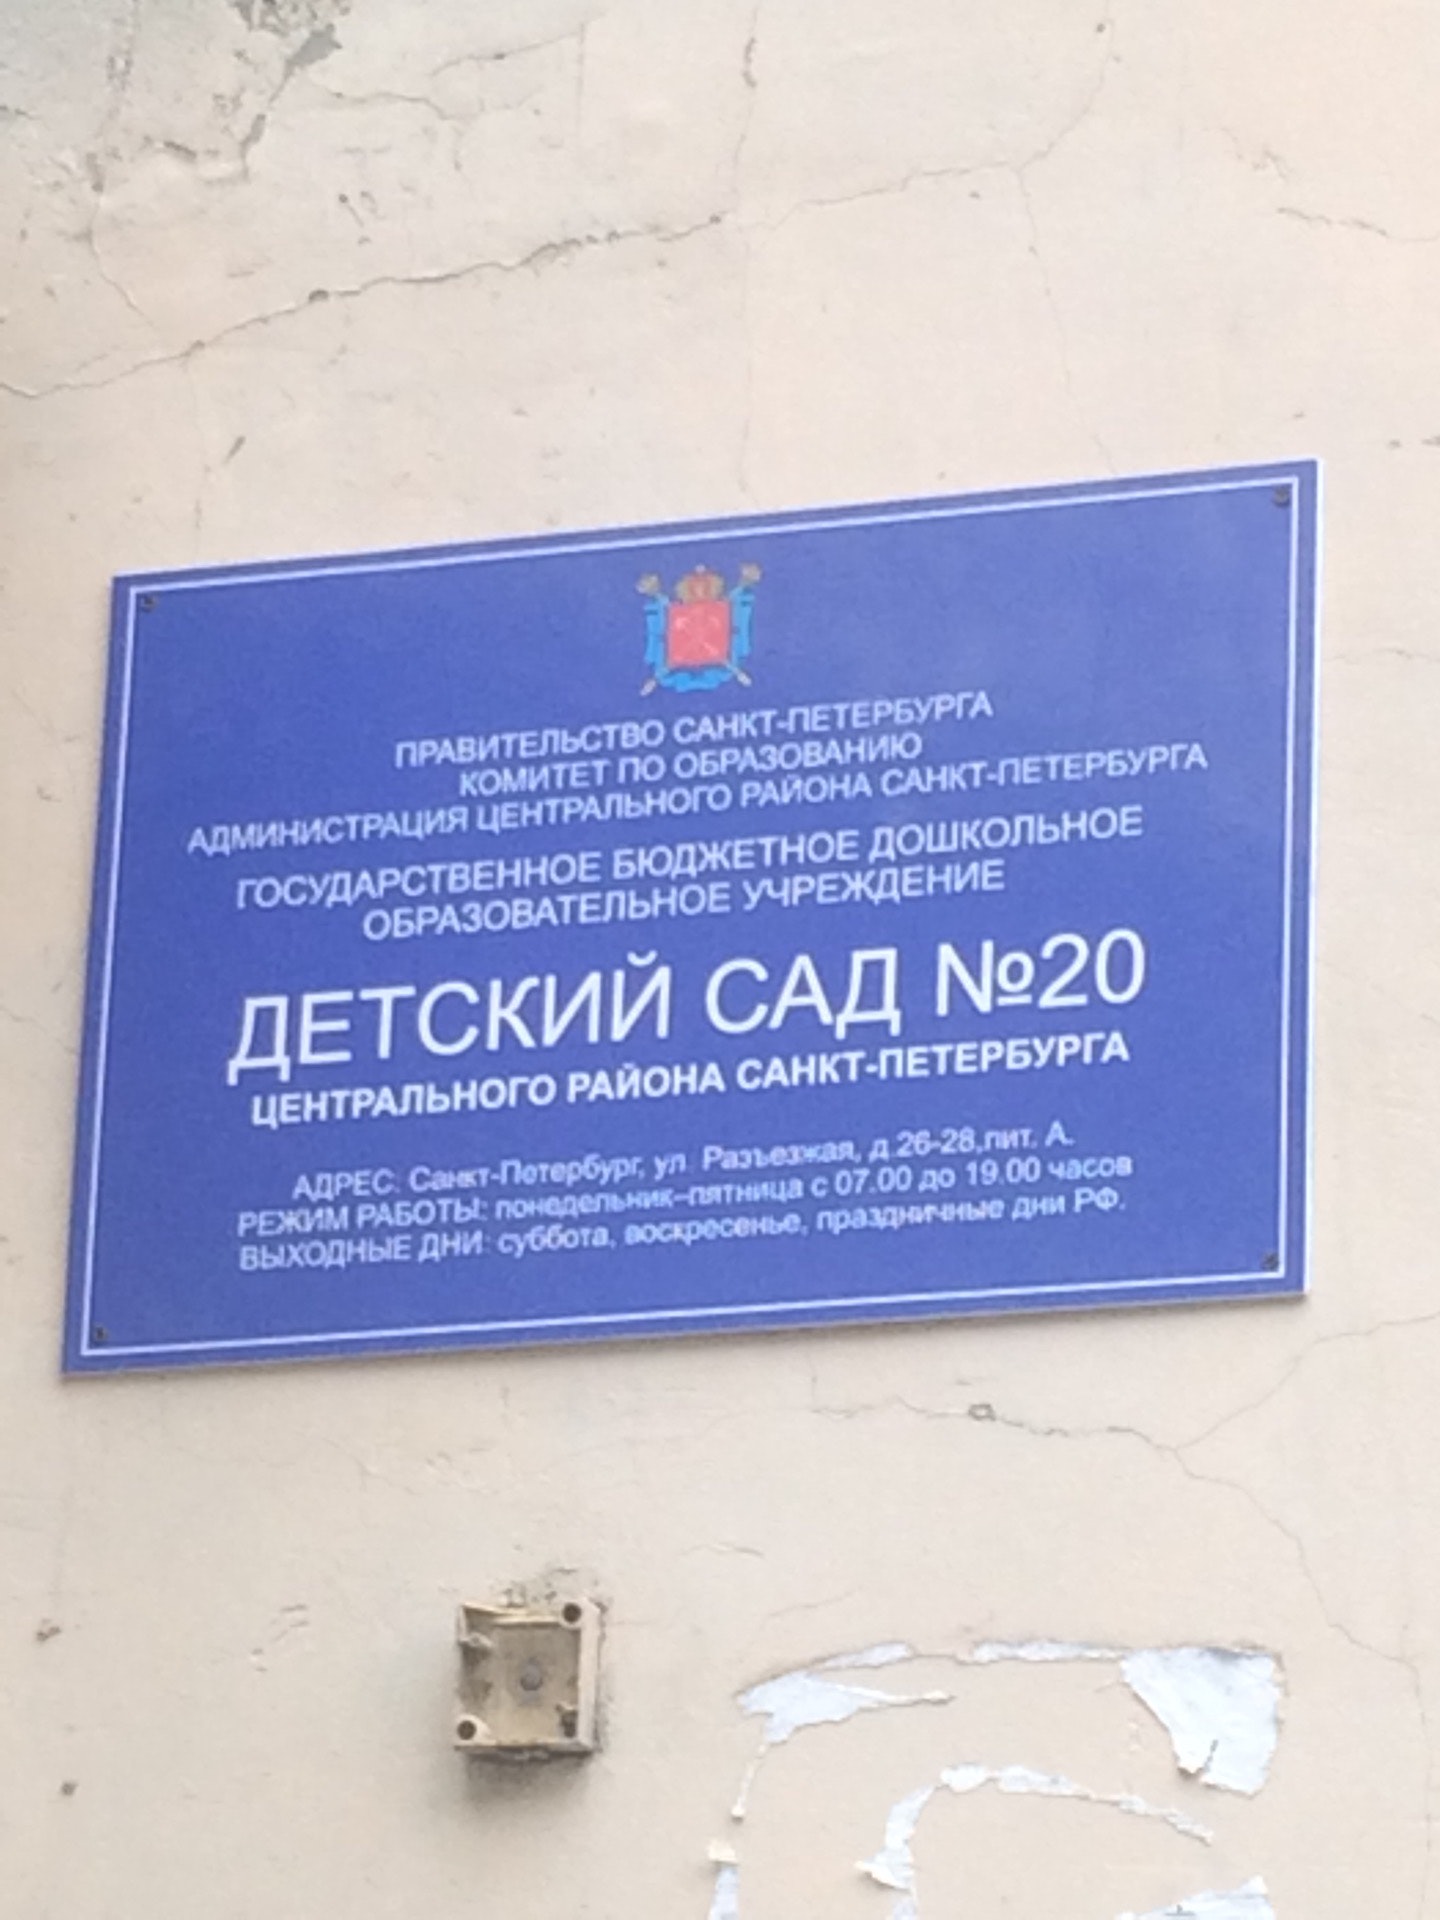 ПРАВИТЕЛЬСТВО САНКТ-ПЕТЕРБУРГА
КОМИТЕТ ПО ОБРАЗОВАНИЮ
АДМИНИСТРАЦИЯ ЦЕНТРАЛЬНОГО РАЙОНА САНКТ-ПЕТЕРБУРГА
ГОСУДАРСТВЕННОЕ БЮДЖЕТНОЕ ДОШКОЛЬНОЕ
ОБРАЗОВАТЕЛЬНОЕ УЧРЕЖДЕНИЕ
ДЕТСКИЙ САД №20
ЦЕНТРАЛЬНОГО РАЙОНА САНКТ-ПЕТЕРБУРГА
АДРЕС: Санкт-Петербург, ул. Разъезжая, д.26-28,лит. А.
РЕЖИМ РАБОТЫ: понедельник–пятница с 07.00 до 19.00 часов
ВЫХОДНЫЕ ДНИ: суббота, воскресенье, праздничные дни РФ.